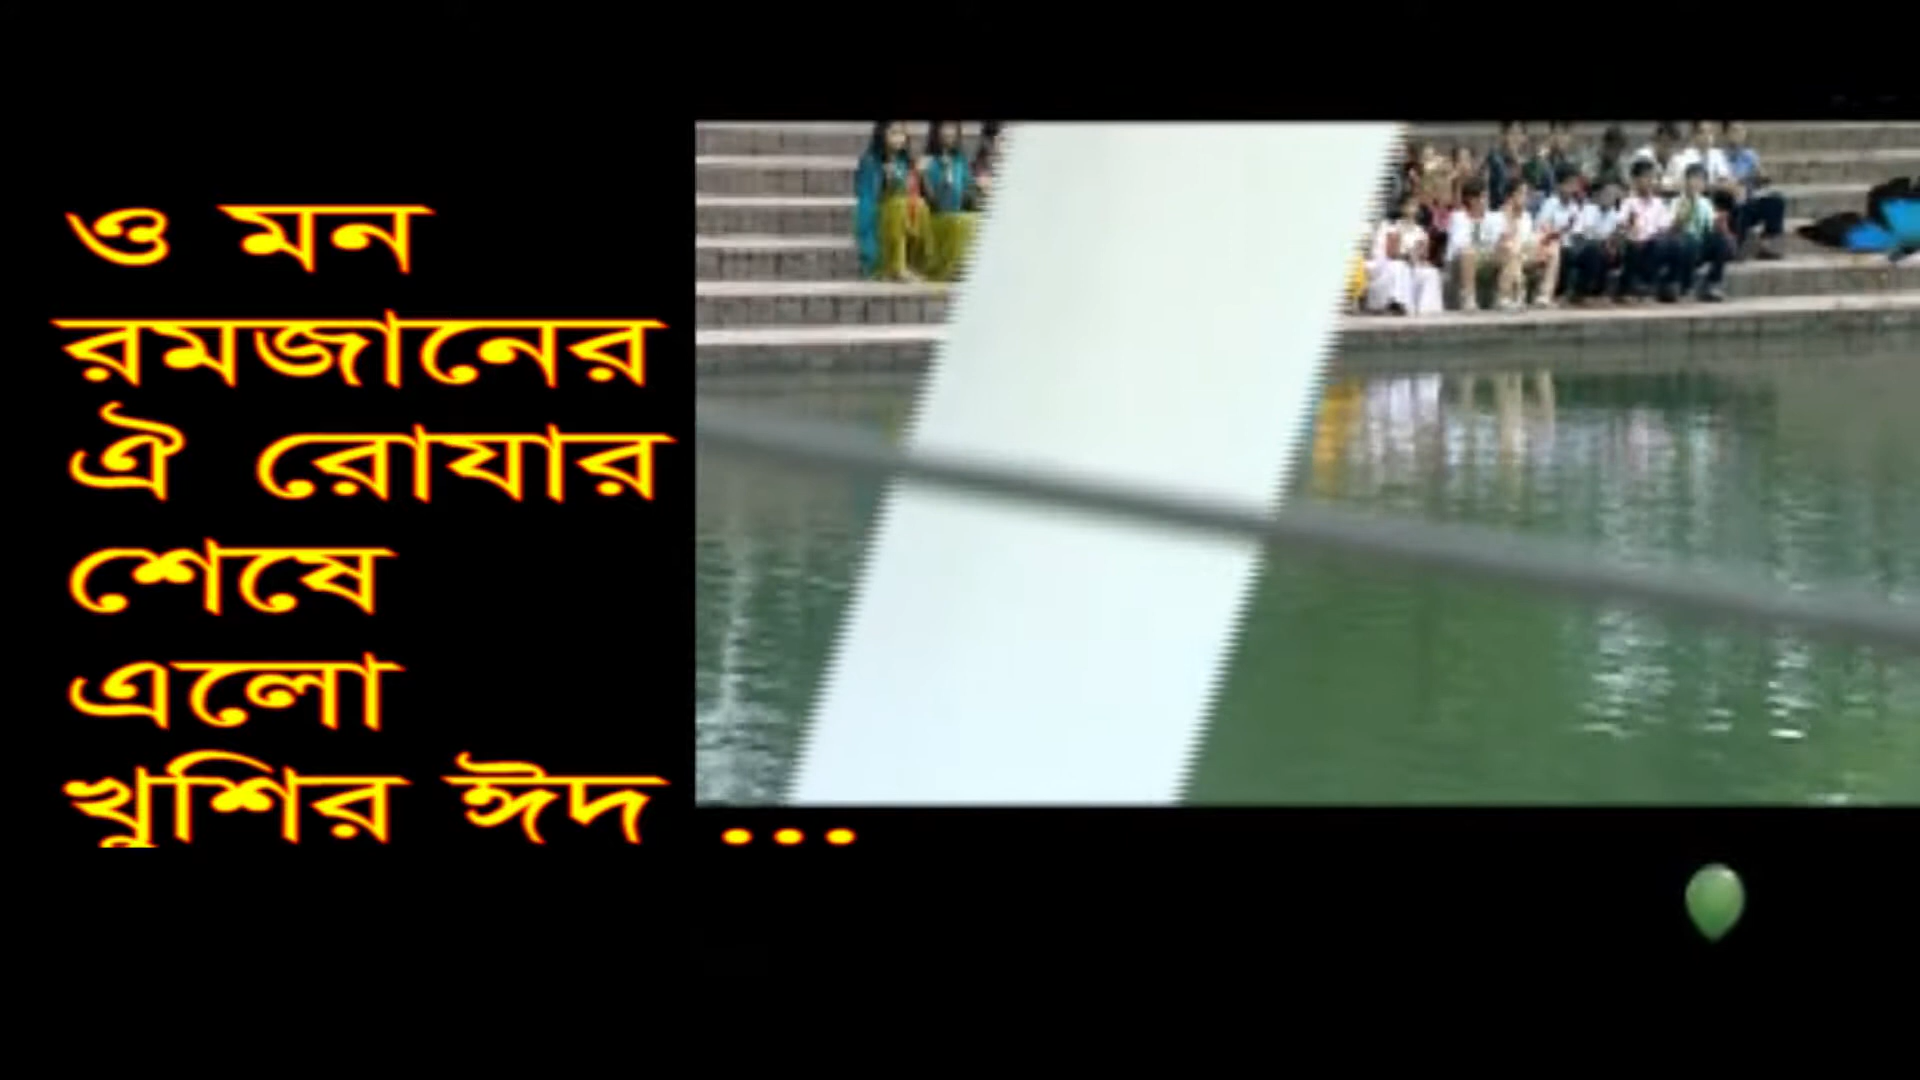 ও মন
রমজানের
ঐ রোযার
শেষে
এলো
খুশির ঈদ ...